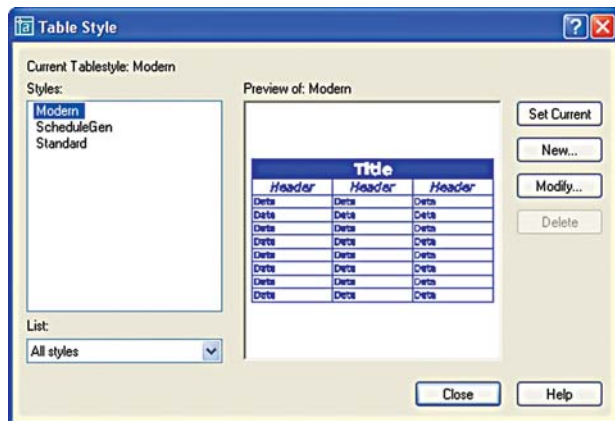 Table Style
Current Tablestyle: Modern
Styles:
Modern
ScheduleGen
Standard
List:
All styles
Preview of: Modern
Title
Header Header Header
Data Data Data
Data Data Data
Data Data Data
Data Data Data
Data Data Data
Data Data Data
Data Data Data
Data Data Data
Set Current
New...
Modify...
Delete
Close
Help